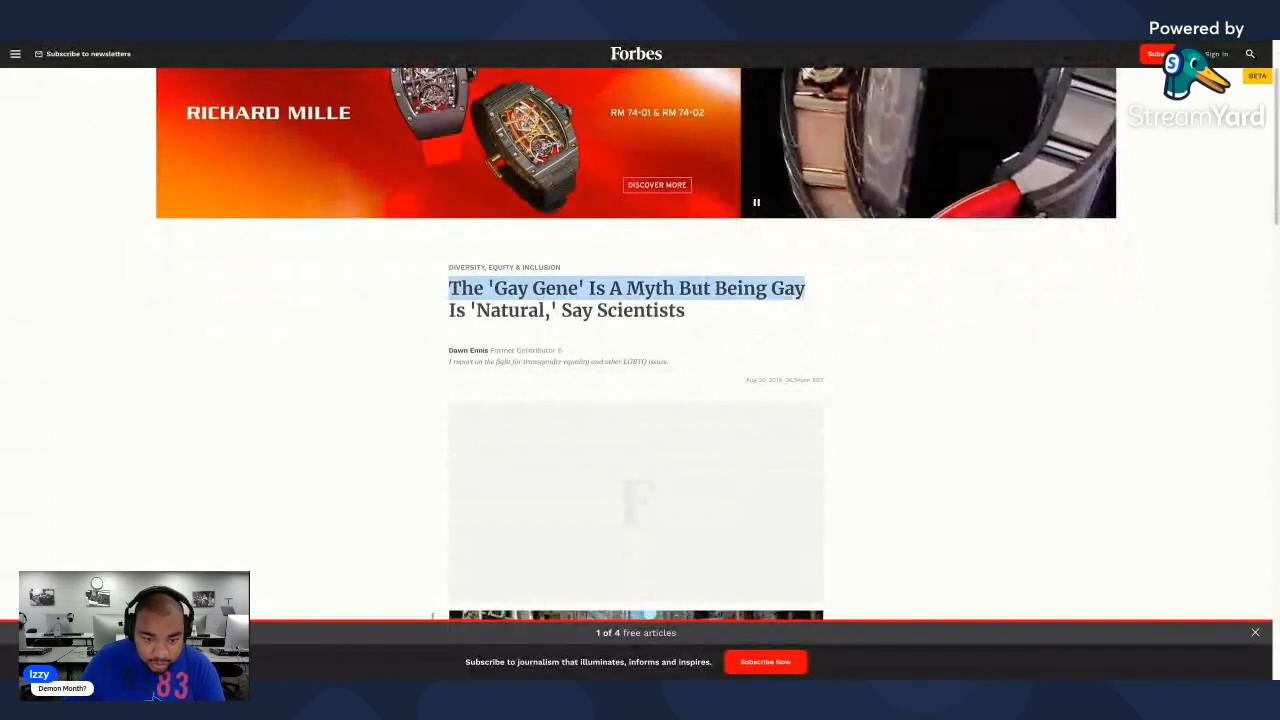 Powered by
StreamYard
Subscribe to newsletters
Forbes
Sign In
BETA
RICHARD MILLE
RM 74-01 & RM 74-02
DISCOVER MORE
DIVERSITY, EQUITY & INCLUSION
The 'Gay Gene' Is A Myth But Being Gay
Is 'Natural,' Say Scientists
Dawn Ennis Former Contributor
I report on the fight for transgender equality and other LGBTQ issues.
1 of 4 free articles
Subscribe to journalism that illuminates, informs and inspires.
Subscribe Now
83
Izzy
Demon Month?